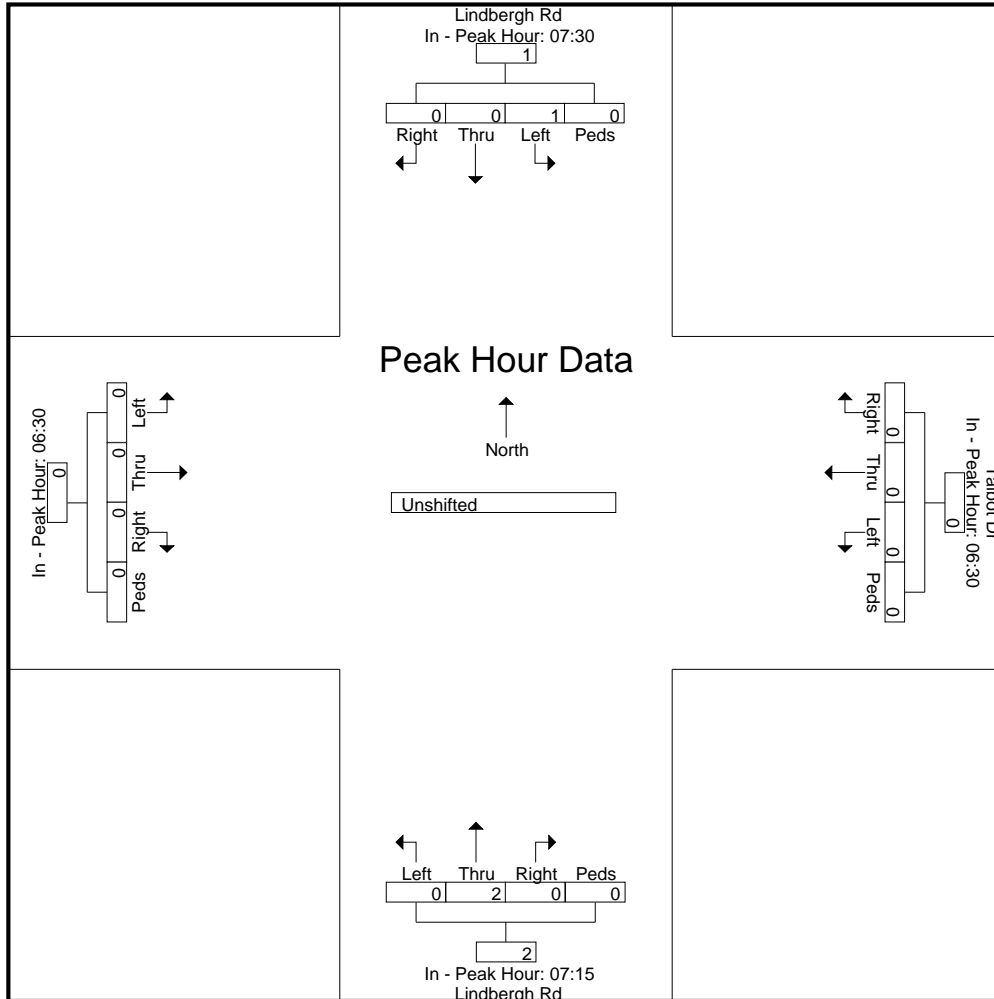 Lindbergh Rd
In - Peak Hour: 07:30
1
0 0 1 0
Right Thru Left Peds
Peak Hour Data
North
Unshifted
In - Peak Hour: 06:30
0
0 0 0 0
Left Thru Right Peds
Talbot Dr
In - Peak Hour: 06:30
0
0 0 0 0
Right Thru Left Peds
Left Thru Right Peds
0 2 0 0
2
In - Peak Hour: 07:15
Lindbergh Rd